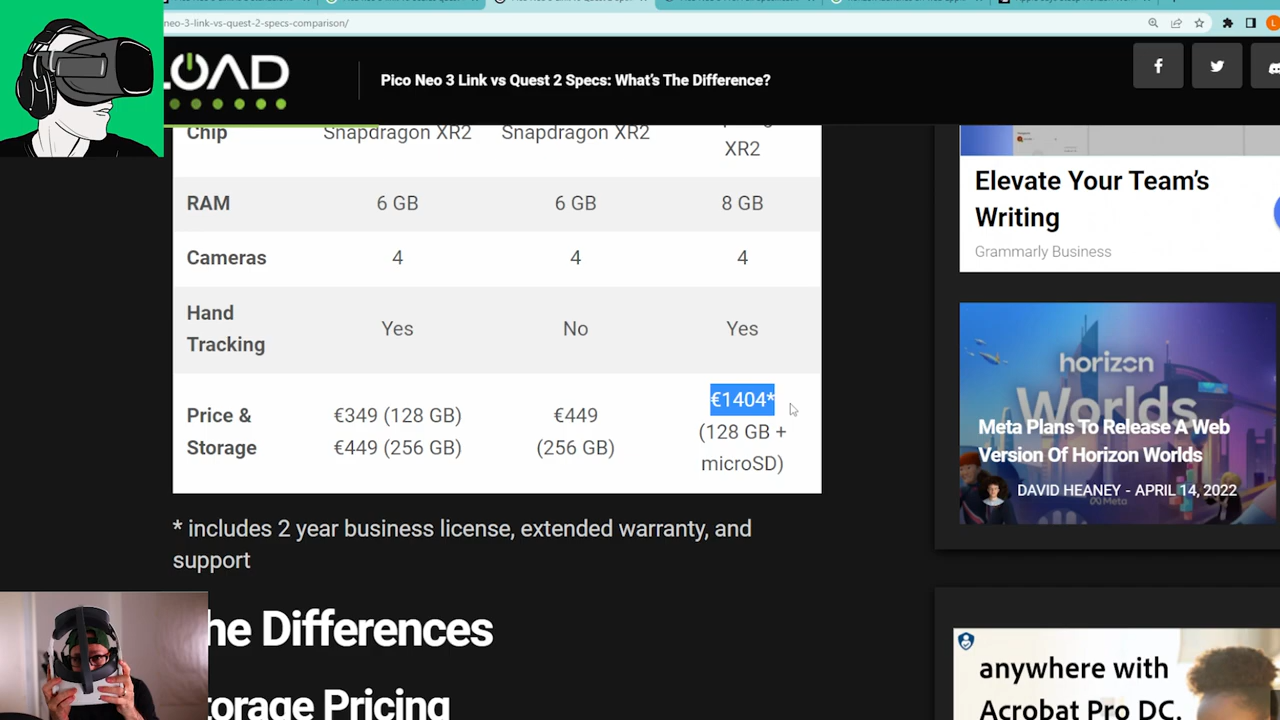 neo-3-link-vs-quest-2-specs-comparison/
LOAD
Pico Neo 3 Link vs Quest 2 Specs: What's The Difference?
Chip
Snapdragon XR2
Snapdragon XR2
XR2
RAM
6 GB
6 GB
8 GB
Cameras
4
4
4
Hand
Tracking
Yes
No
Yes
Price &
Storage
€349 (128 GB)
€449 (256 GB)
€449
(256 GB)
€1404*
(128 GB +
microSD)
* includes 2 year business license, extended warranty, and
support
he Differences
torage Pricing
Elevate Your Team's
Writing
Grammarly Business
horizon
Worlds
Meta Plans To Release A Web
Version Of Horizon Worlds
DAVID HEANEY - APRIL 14, 2022
Meta
anywhere with
Acrobat Pro DC.